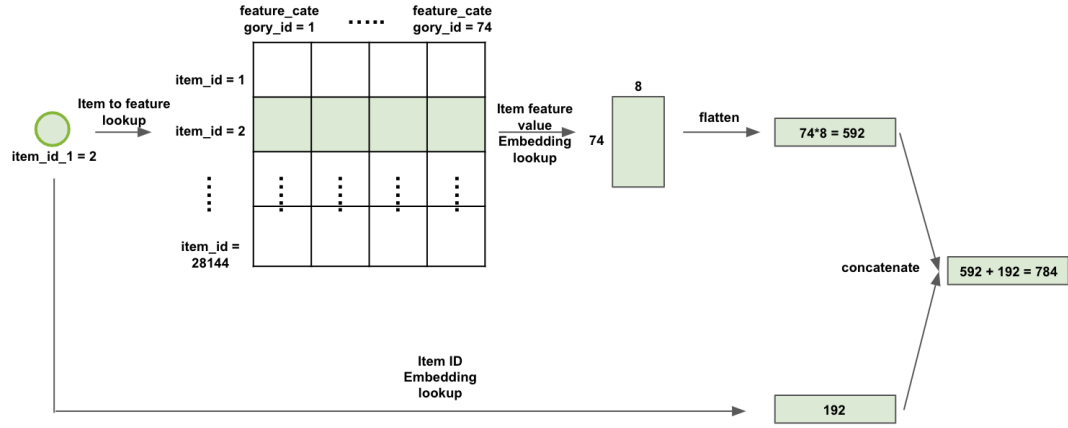 feature_cate
gory_id = 1
.....
feature_cate
gory_id = 74
item_id = 1
Item to feature
lookup
item_id_1 = 2
item_id = 2
Item feature
value
Embedding
lookup
8
74
flatten
74*8 = 592
item_id =
28144
concatenate
592 + 192 = 784
Item ID
Embedding
lookup
192